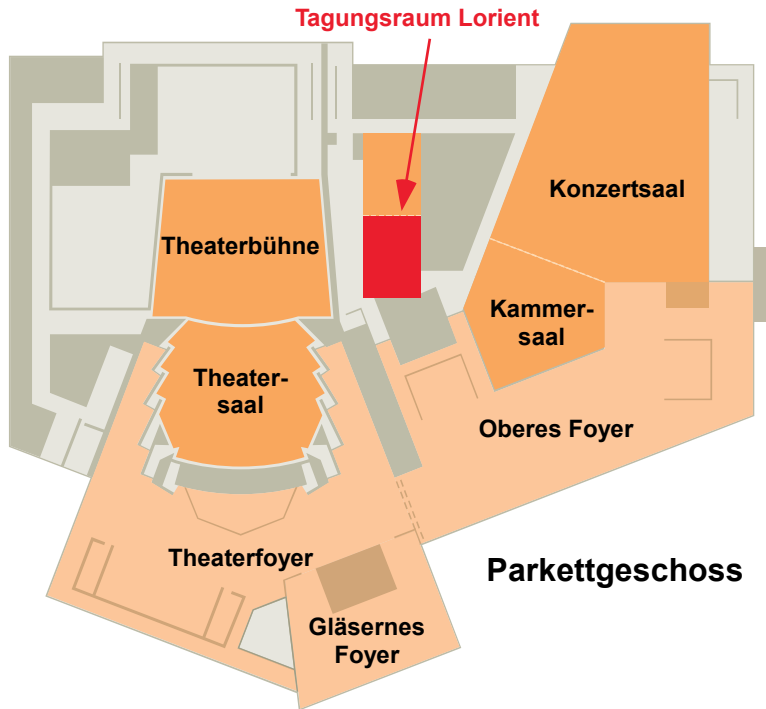 Tagungsraum Lorient
Konzertsaal
Theaterbühne
Kammer-
saal
Theater-
saal
Oberes Foyer
Theaterfoyer
Parkettgeschoss
Gläsernes
Foyer